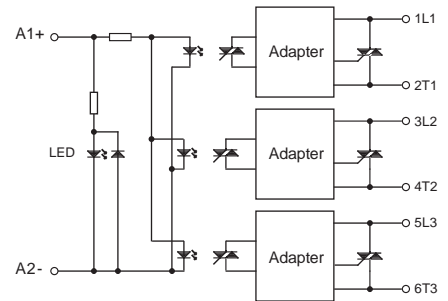 1L1
A1+
Adapter
2T1
3L2
LED
Adapter
4T2
5L3
A2-
Adapter
6T3